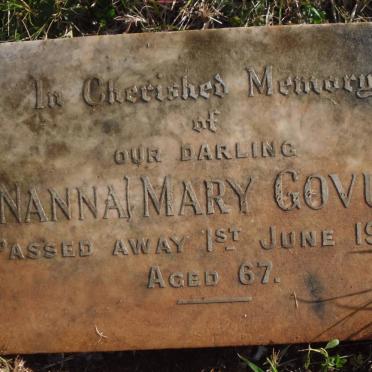 In Cherished Memory
of
OUR DARLING
(NANNA) MARY GOVU
PASSED AWAY 1ST JUNE 19
AGED 67.